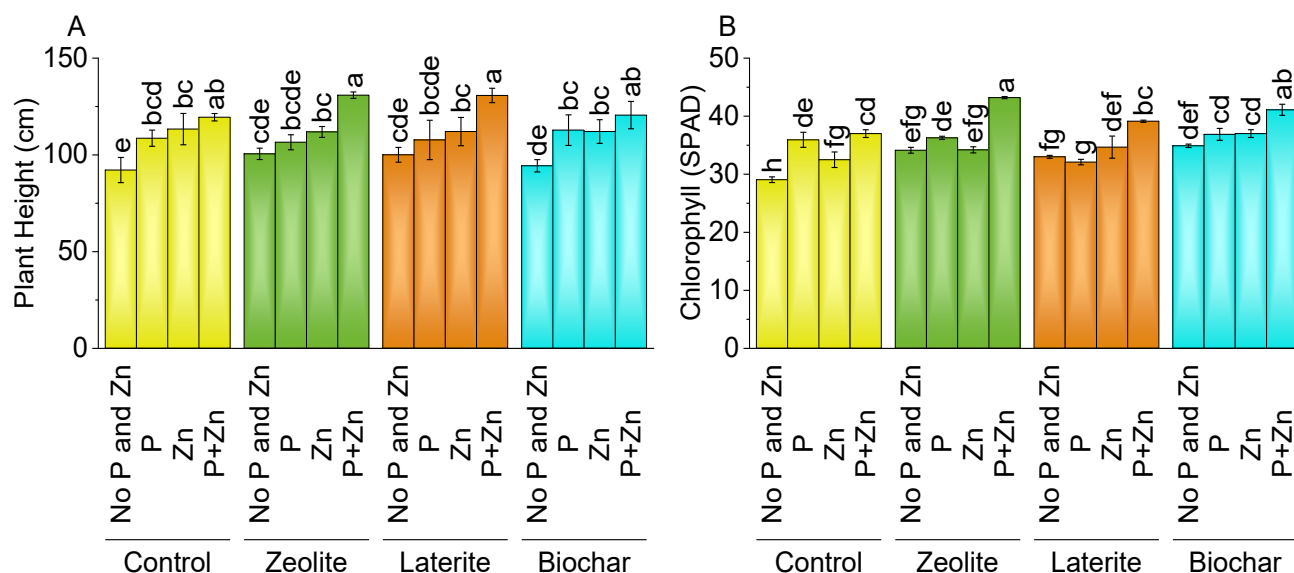 A
Plant Height (cm)
150
100
50
0
e
bcd
bc
ab
cde
bcde
bc
a
cde
bcde
bc
a
de
bc
bc
ab
No P and Zn
P
Zn
P+Zn
No P and Zn
P
Zn
P+Zn
No P and Zn
P
Zn
P+Zn
No P and Zn
P
Zn
P+Zn
Control
Zeolite
Laterite
Biochar
B
Chlorophyll (SPAD)
50
40
30
20
10
0
h
de
fg
cd
efg
de
efg
a
fg
g
def
bc
def
cd
cd
ab
No P and Zn
P
Zn
P+Zn
No P and Zn
P
Zn
P+Zn
No P and Zn
P
Zn
P+Zn
No P and Zn
P
Zn
P+Zn
Control
Zeolite
Laterite
Biochar